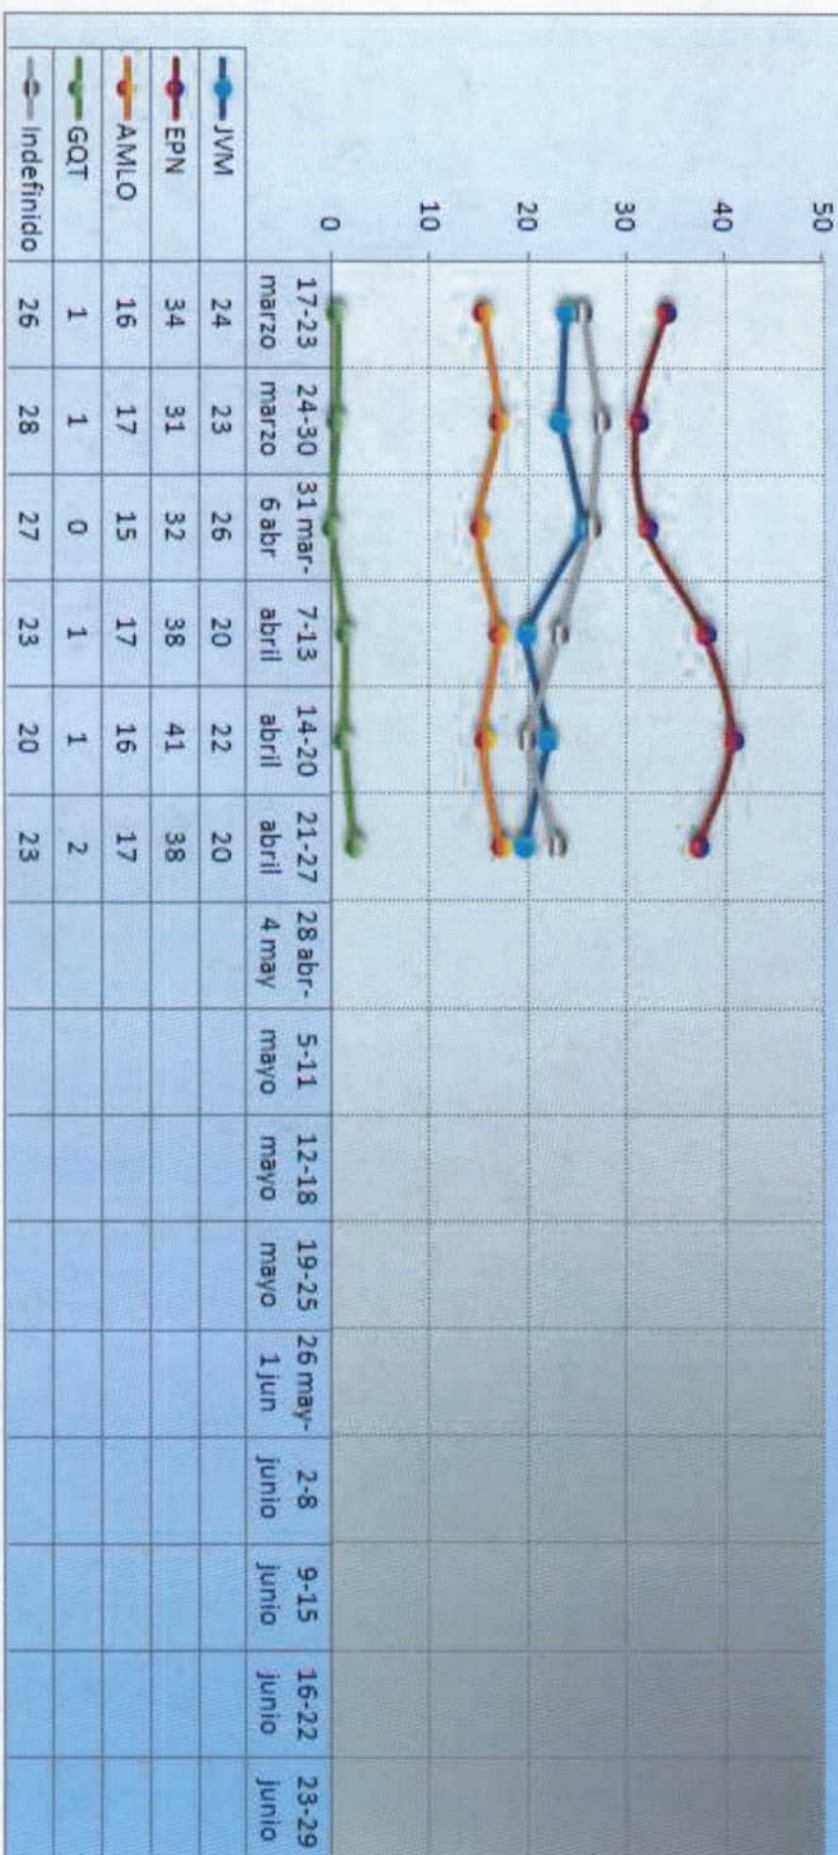 50
40
30
20
10
0
17-23 marzo 24-30 marzo 31 mar- 6 abr 7-13 abril 14-20 abril 21-27 abril 28 abr- 4 may 5-11 mayo 12-18 mayo 19-25 mayo 26 may- 1 jun 2-8 junio 9-15 junio 16-22 junio 23-29 junio
JVM 24 23 26 20 22 20
EPN 34 31 32 38 41 38
AMLO 16 17 15 17 16 17
GQT 1 1 0 1 1 2
Indefinido 26 28 27 23 20 23